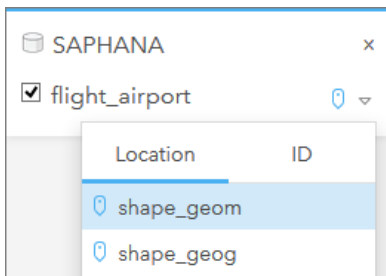 SAPHANA ×
flight_airport
Location ID
shape_geom
shape_geog